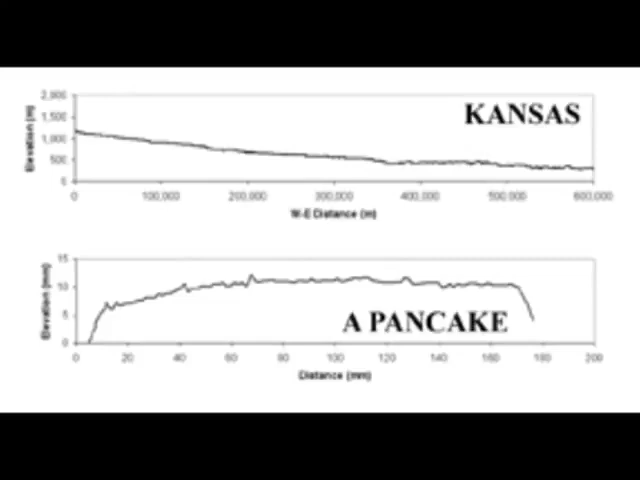 KANSAS
2,000
1,500
1,000
500
0
Elevation (m)
0 100,000 200,000 300,000 400,000 500,000 600,000
W-E Distance (m)
A PANCAKE
15
10
5
0
Elevation (mm)
0 20 40 60 80 100 120 140 160 180 200
Distance (mm)